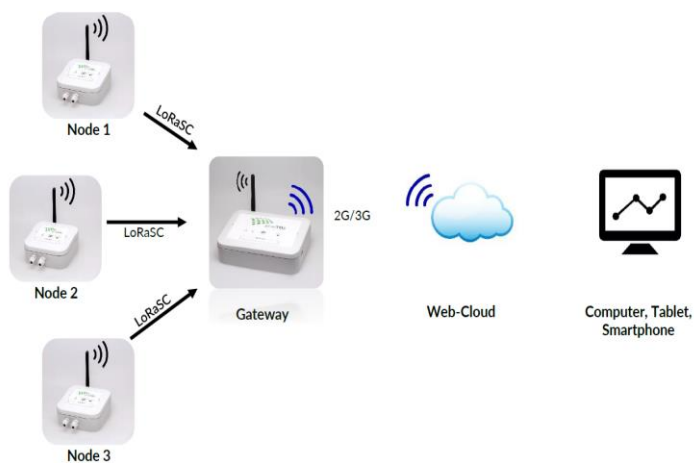 LoRaSC
Node 1
LoRaSC
Node 2
2G/3G
Gateway
LoRaSC
Node 3
Web-Cloud
Computer, Tablet,
Smartphone